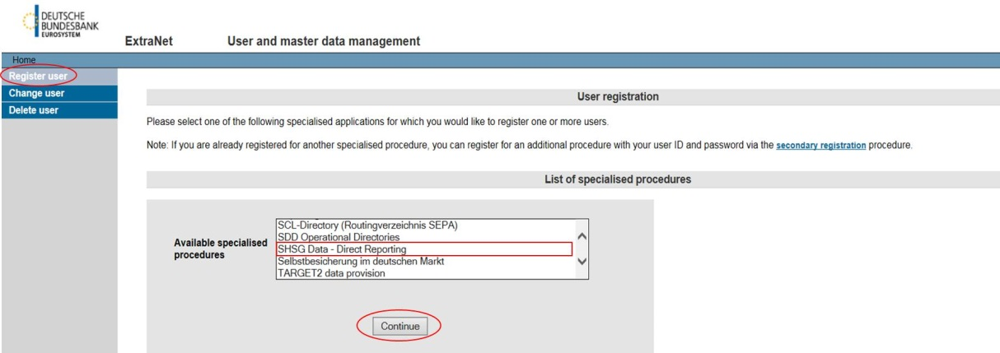 DEUTSCHE
BUNDESBANK
EUROSYSTEM
ExtraNet User and master data management
Home
Register user
Change user
Delete user
User registration
Please select one of the following specialised applications for which you would like to register one or more users.
Note: If you are already registered for another specialised procedure, you can register for an additional procedure with your user ID and password via the secondary registration procedure.
List of specialised procedures
Available specialised
procedures
SCL-Directory (Routingverzeichnis SEPA)
SDD Operational Directories
SHSG Data - Direct Reporting
Selbstbesicherung im deutschen Markt
TARGET2 data provision
Continue